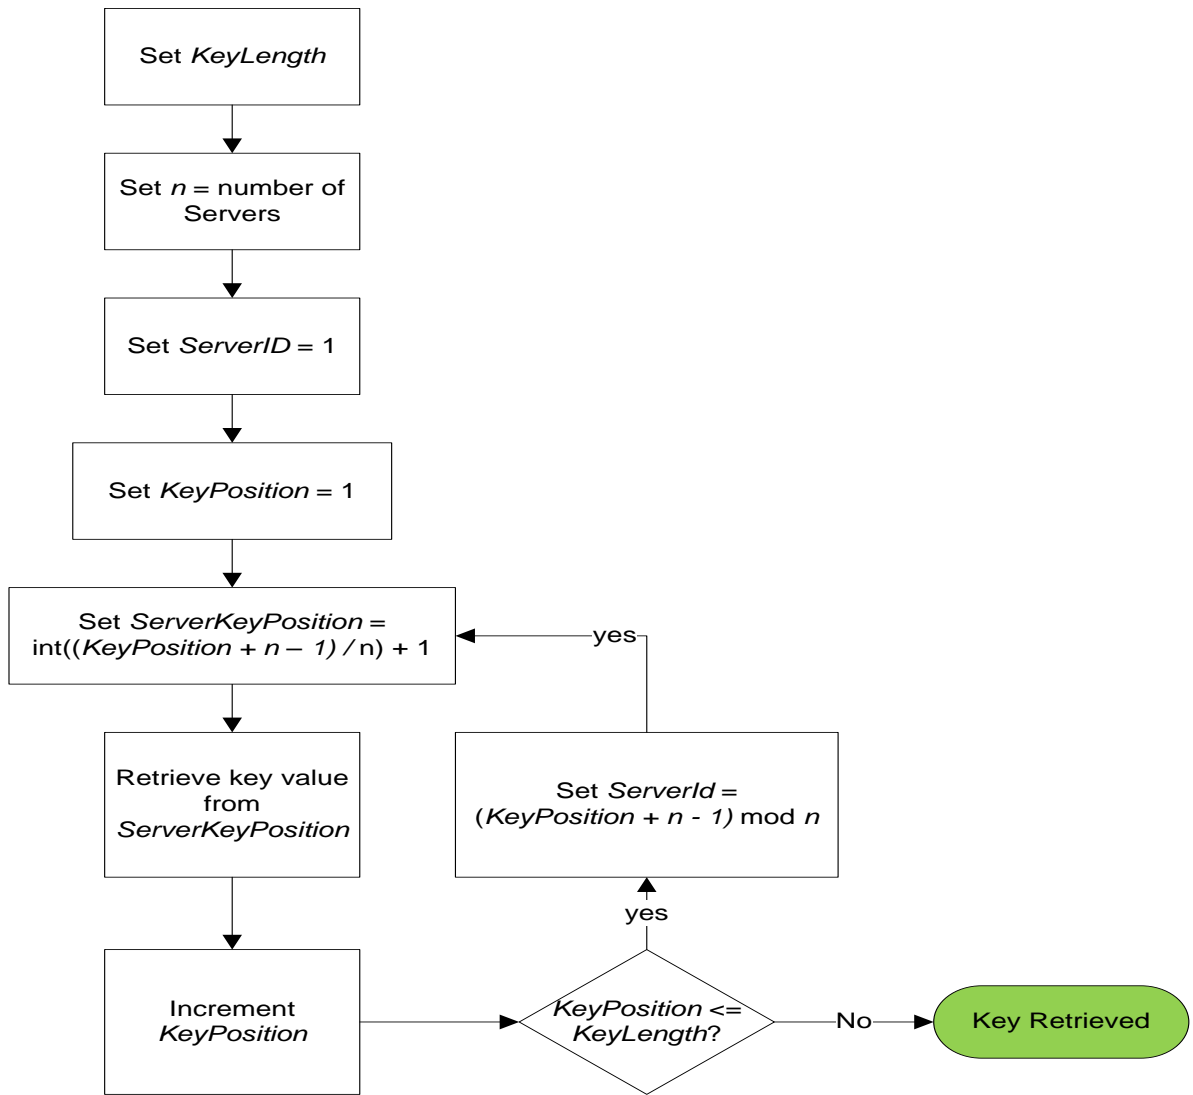 Set KeyLength
Set n = number of
Servers
Set ServerID = 1
Set KeyPosition = 1
Set ServerKeyPosition =
int((KeyPosition + n – 1) / n) + 1
yes
Retrieve key value
from
ServerKeyPosition
Set ServerId =
(KeyPosition + n - 1) mod n
yes
Increment
KeyPosition
KeyPosition <=
KeyLength?
No
Key Retrieved